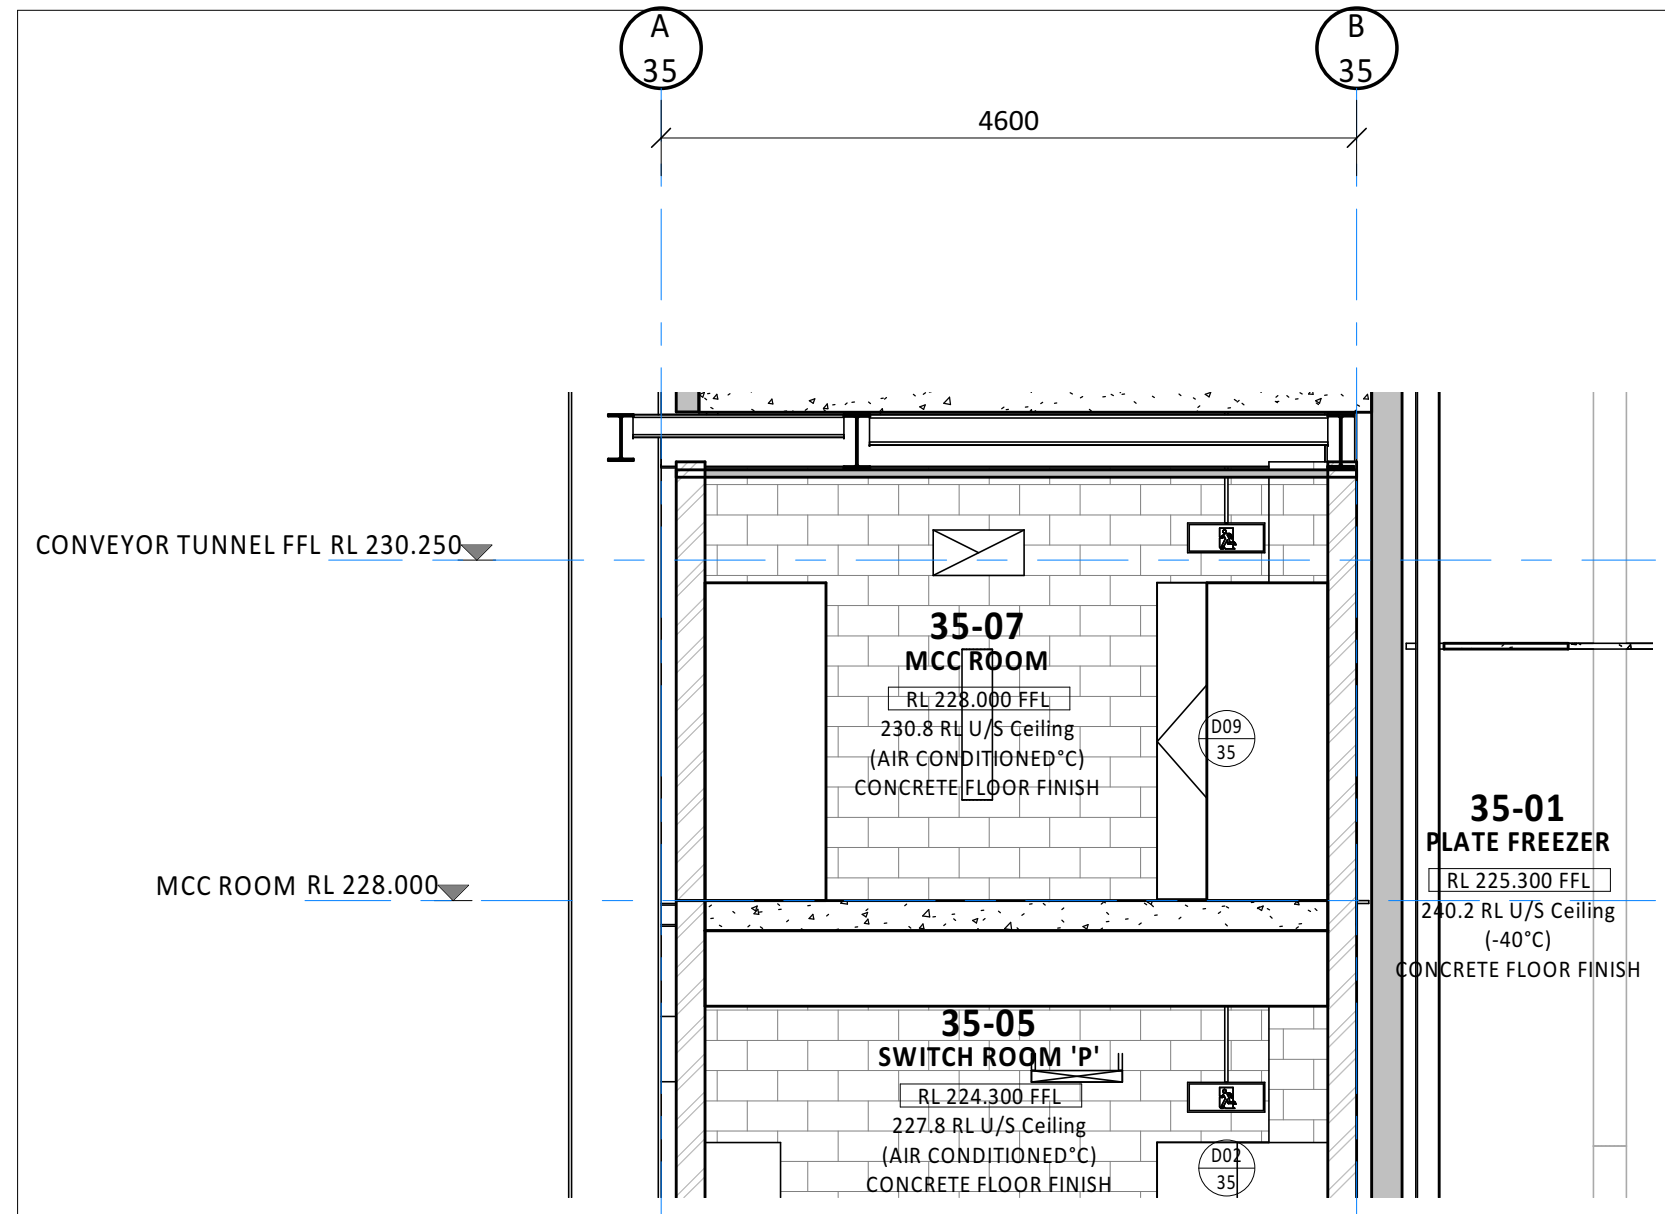 A
35
B
35
4600
CONVEYOR TUNNEL FFL RL 230.250
35-07
MCC ROOM
RL 228.000 FFL
230.8 RL U/S Ceiling
(AIR CONDITIONED°C)
CONCRETE FLOOR FINISH
D09
35
35-01
PLATE FREEZER
RL 225.300 FFL
240.2 RL U/S Ceiling
(-40°C)
CONCRETE FLOOR FINISH
MCC ROOM RL 228.000
35-05
SWITCH ROOM 'P'
RL 224.300 FFL
227.8 RL U/S Ceiling
(AIR CONDITIONED°C)
CONCRETE FLOOR FINISH
D02
35